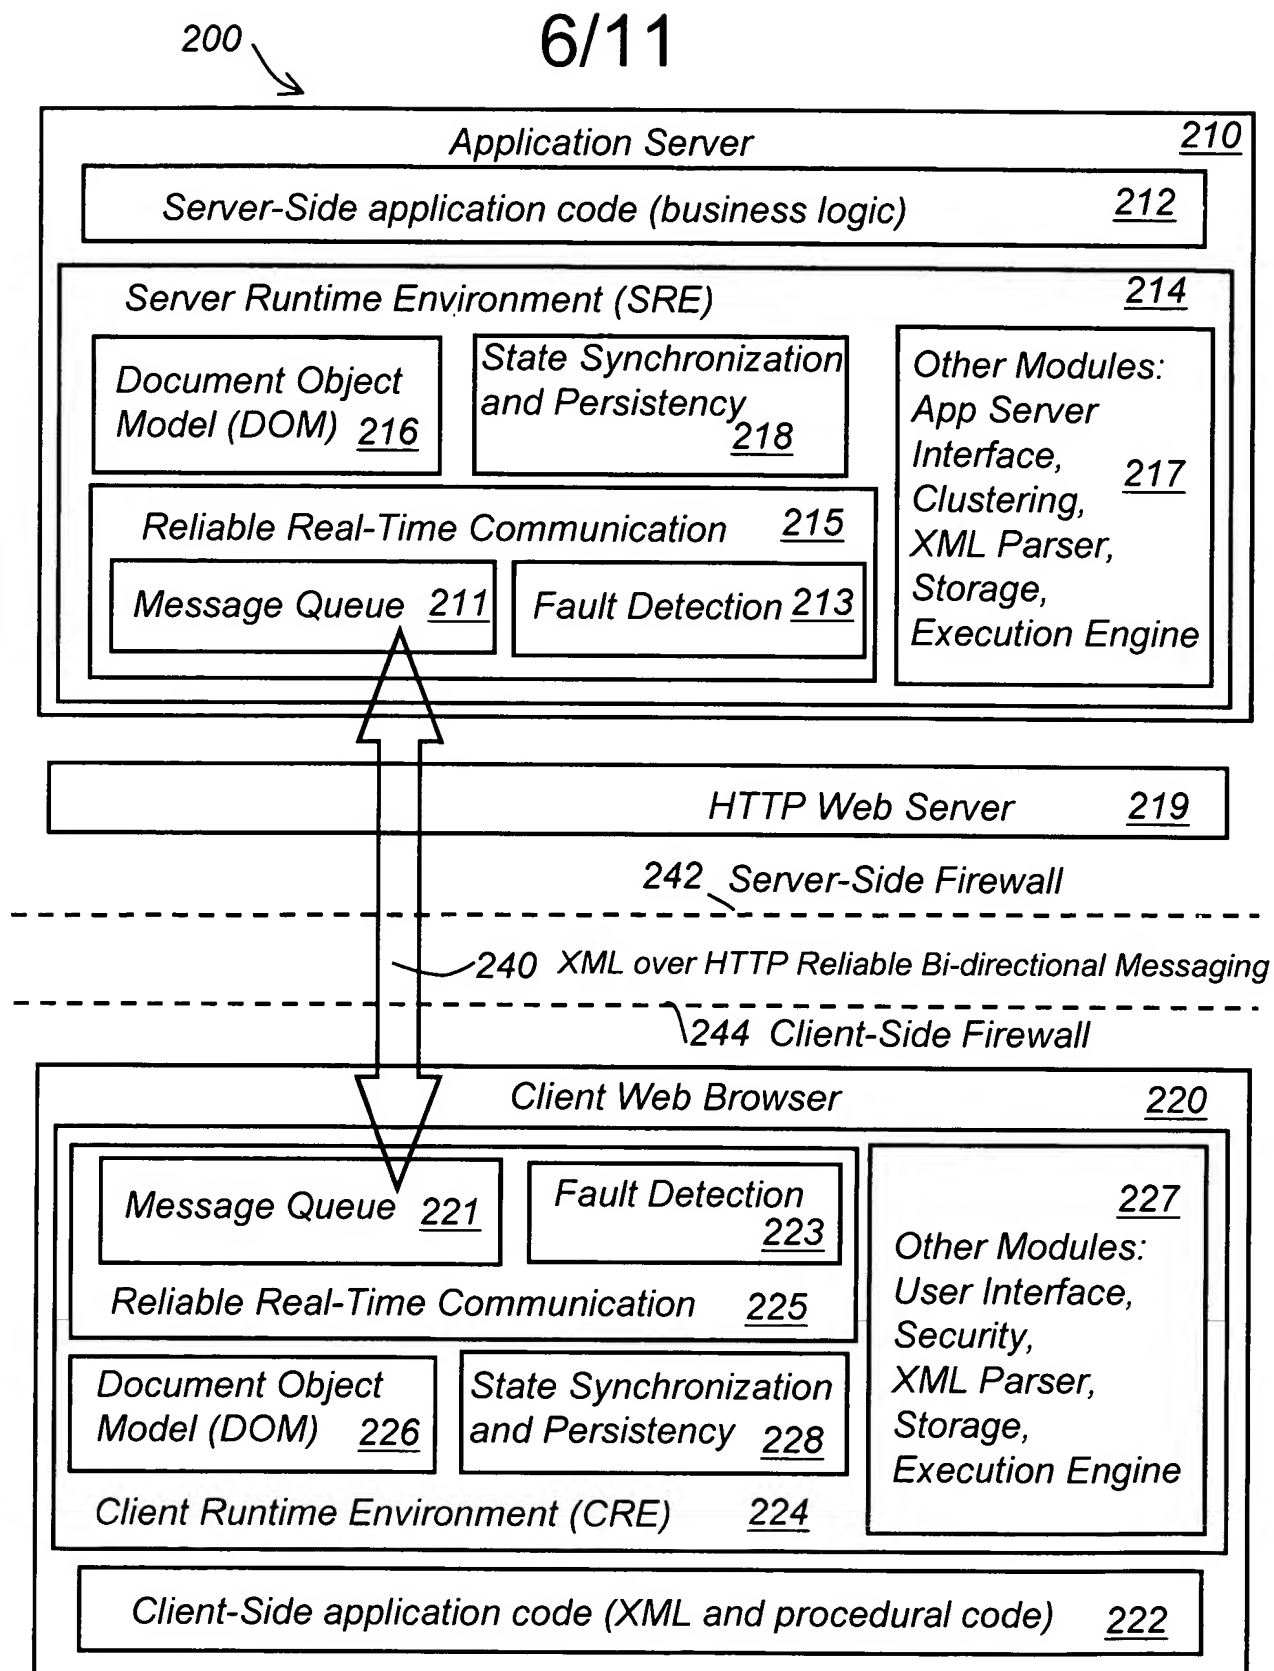 200
6/11
Application Server 210
Server-Side application code (business logic) 212
Server Runtime Environment (SRE) 214
Document Object
Model (DOM) 216
State Synchronization
and Persistency
218
Other Modules:
App Server
Interface,
217
Clustering,
XML Parser,
Storage,
Execution Engine
Reliable Real-Time Communication 215
Message Queue 211
Fault Detection 213
HTTP Web Server 219
242 Server-Side Firewall
240 XML over HTTP Reliable Bi-directional Messaging
244 Client-Side Firewall
Client Web Browser 220
Message Queue 221
Fault Detection
223
Reliable Real-Time Communication 225
227
Other Modules:
User Interface,
Security,
XML Parser,
Storage,
Execution Engine
Document Object
Model (DOM) 226
State Synchronization
and Persistency 228
Client Runtime Environment (CRE) 224
Client-Side application code (XML and procedural code) 222